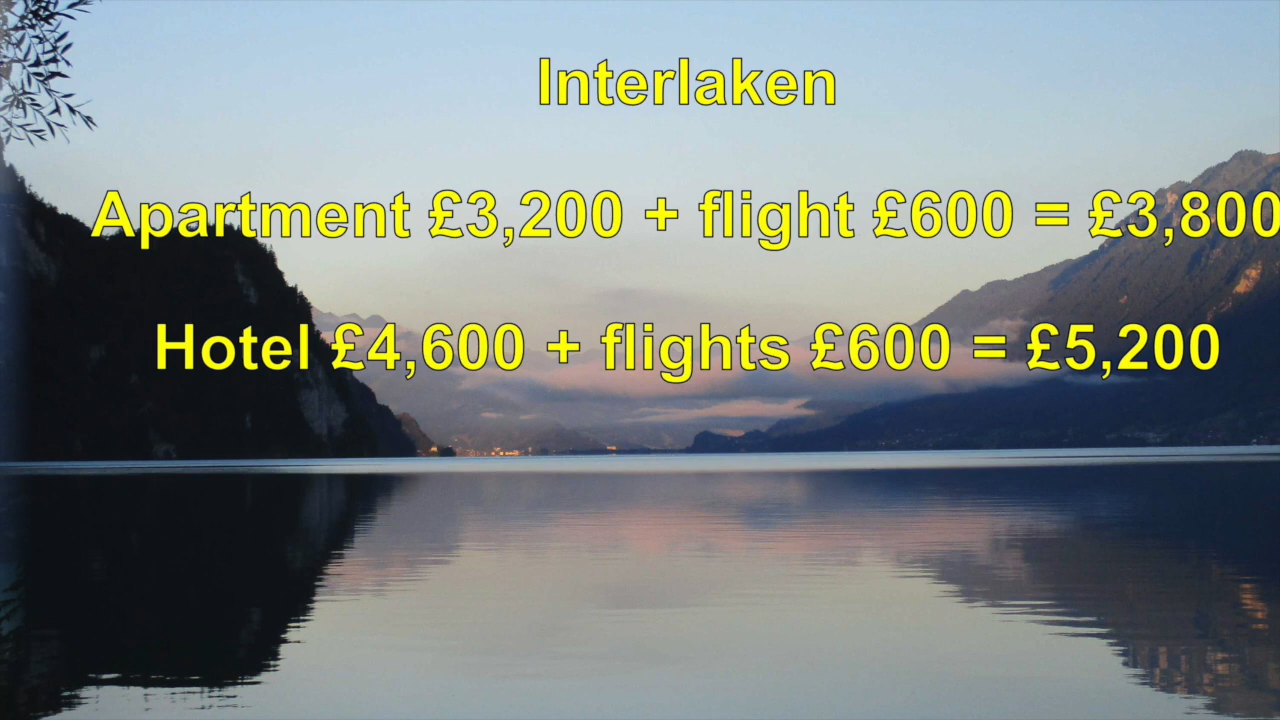 Interlaken
Apartment £3,200 + flight £600 = £3,800
Hotel £4,600 + flights £600 = £5,200